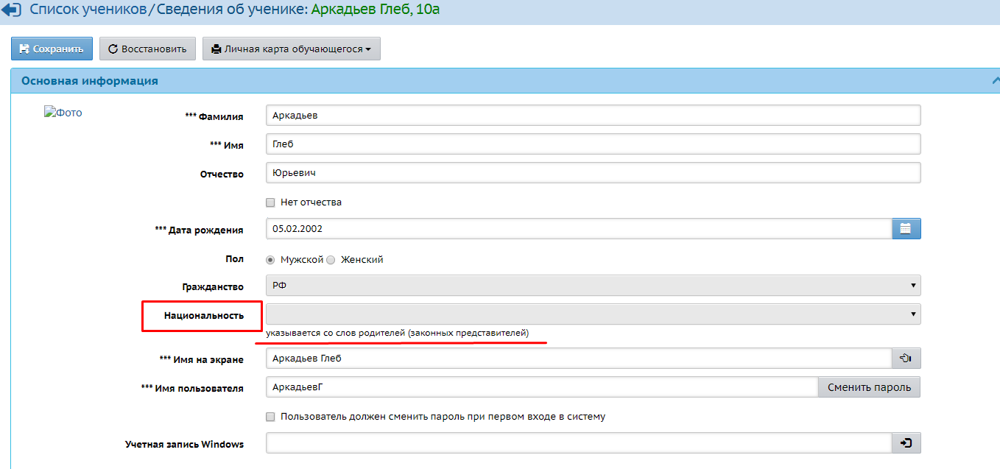 Список учеников/Сведения об ученике: Аркадьев Глеб, 10а
Сохранить Восстановить Личная карта обучающегося
Основная информация
Фото
*** Фамилия Аркадьев
*** Имя Глеб
Отчество Юрьевич
Нет отчества
*** Дата рождения 05.02.2002
Пол Мужской Женский
Гражданство РФ
Национальность
указывается со слов родителей (законных представителей)
*** Имя на экране Аркадьев Глеб
*** Имя пользователя АркадьевГ Сменить пароль
Пользователь должен сменить пароль при первом входе в систему
Учетная запись Windows